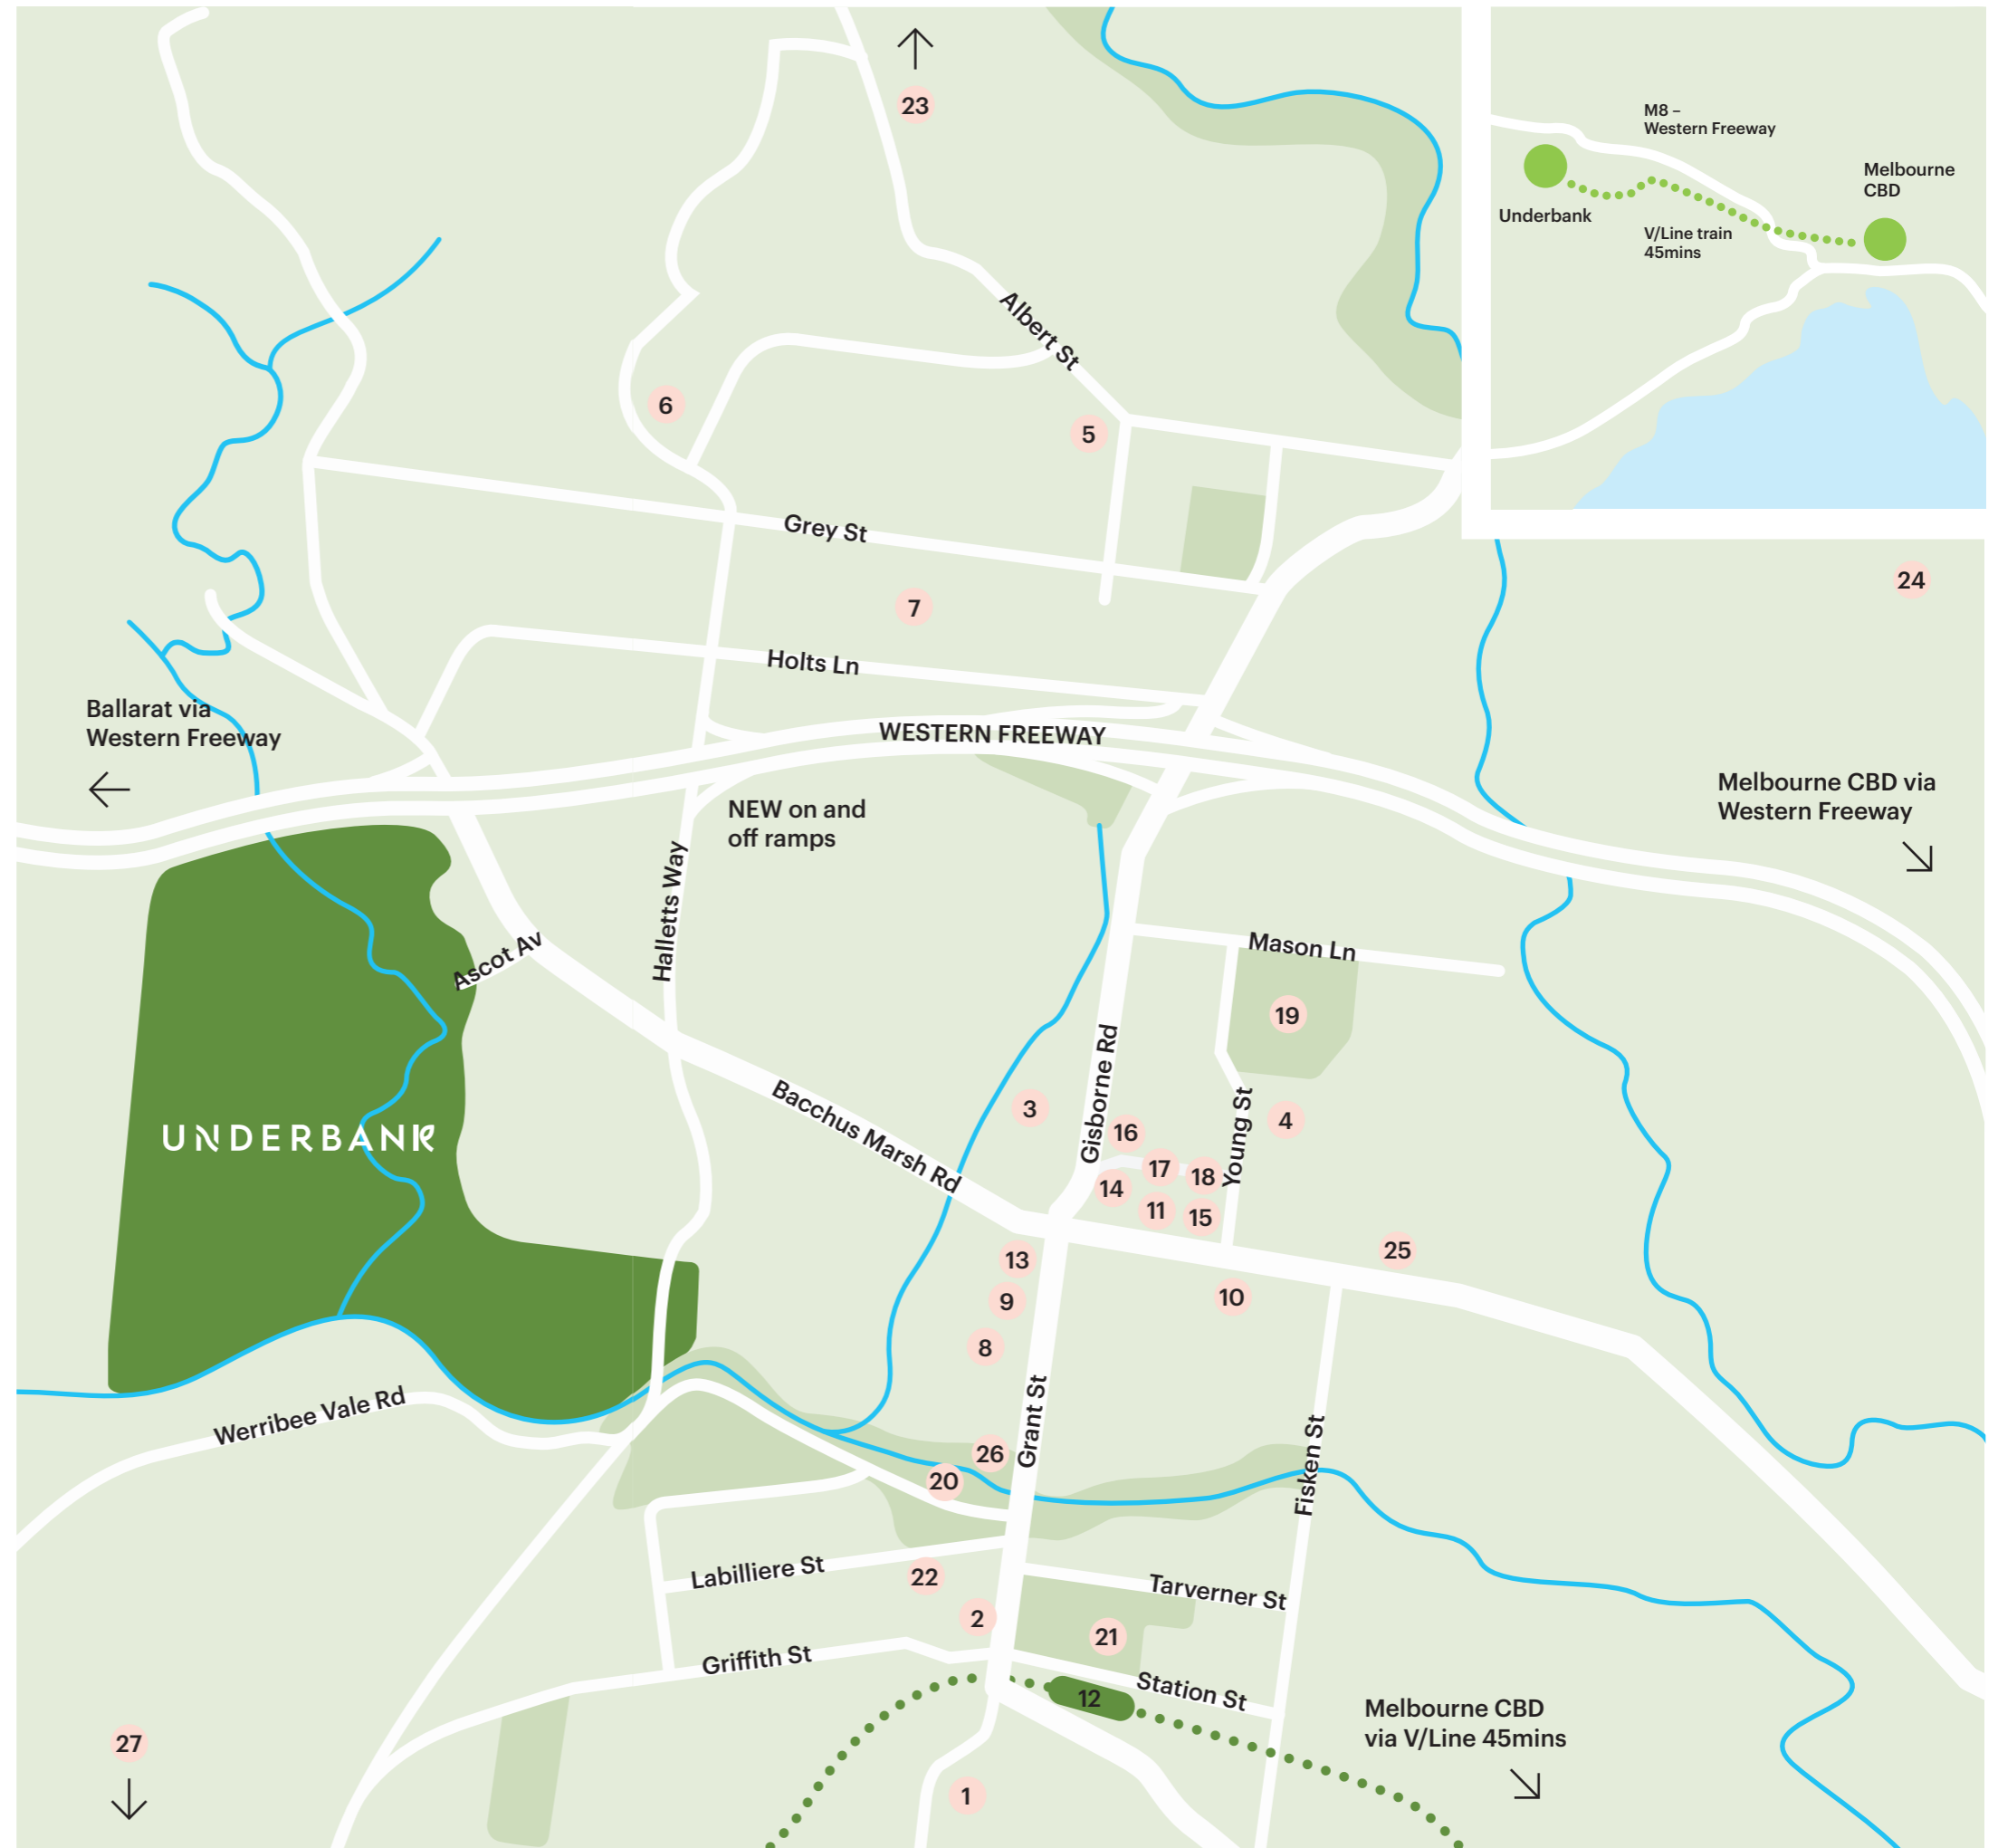 23
M8 –
Western Freeway
Melbourne
CBD
Underbank
V/Line train
45mins
Albert St
6
5
Grey St
24
7
Holts Ln
Ballarat via
Western Freeway
WESTERN FREEWAY
Melbourne CBD via
Western Freeway
NEW on and
off ramps
Halletts Way
Ascot Av
Mason Ln
19
Gisborne Rd
3
Bacchus Marsh Rd
16
4
Young St
UNDERBANK
17
18
14
11
15
13
25
9
10
8
Grant St
Werribee Vale Rd
Fisken St
26
20
Labilliere St
22
Tarverner St
2
21
Griffith St
Station St
12
Melbourne CBD
via V/Line 45mins
27
1